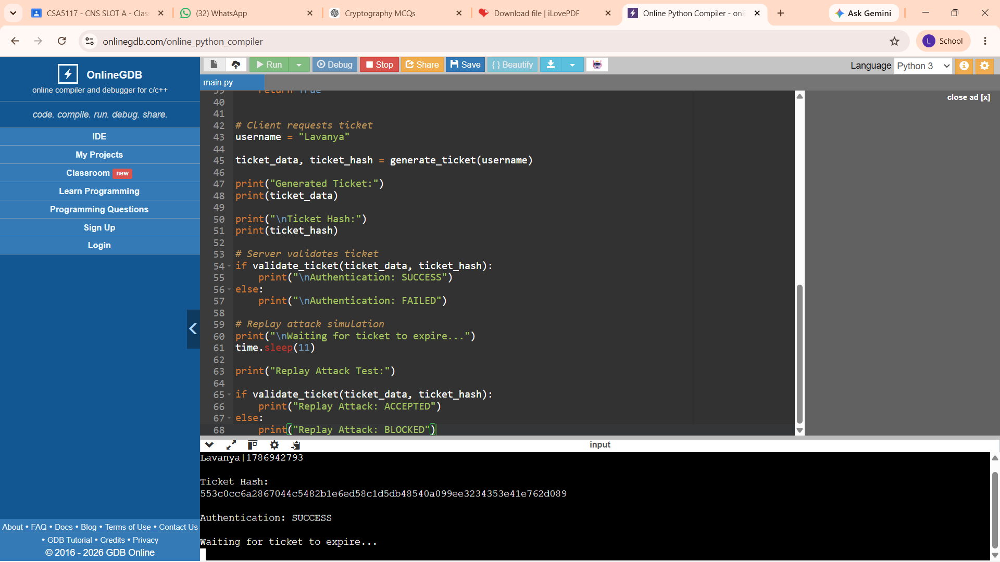 CSA5117 - CNS SLOT A - Clas
(32) WhatsApp
Cryptography MCQs
Download file | iLovePDF
Online Python Compiler - onli
Ask Gemini
onlinegdb.com/online_python_compiler
L
School
OnlineGDB
online compiler and debugger for c/c++
code. compile. run. debug. share.
IDE
My Projects
Classroom new
Learn Programming
Programming Questions
Sign Up
Login
About • FAQ • Docs • Blog • Terms of Use • Contact Us
• GDB Tutorial • Credits • Privacy
© 2016 - 2026 GDB Online
Run
Debug
Stop
Share
Save
{ } Beautify
Language Python 3
main.py
close ad [x]
39 return True
40
41
42 # Client requests ticket
43 username = "Lavanya"
44
45 ticket_data, ticket_hash = generate_ticket(username)
46
47 print("Generated Ticket:")
48 print(ticket_data)
49
50 print("\nTicket Hash:")
51 print(ticket_hash)
52
53 # Server validates ticket
54 if validate_ticket(ticket_data, ticket_hash):
55 print("\nAuthentication: SUCCESS")
56 else:
57 print("\nAuthentication: FAILED")
58
59 # Replay attack simulation
60 print("\nWaiting for ticket to expire...")
61 time.sleep(11)
62
63 print("Replay Attack Test:")
64
65 if validate_ticket(ticket_data, ticket_hash):
66 print("Replay Attack: ACCEPTED")
67 else:
68 print("Replay Attack: BLOCKED")
input
Lavanya|1786942793
Ticket Hash:
553c0cc6a2867044c5482b1e6ed58c1d5db48540a099ee3234353e41e762d089
Authentication: SUCCESS
Waiting for ticket to expire...